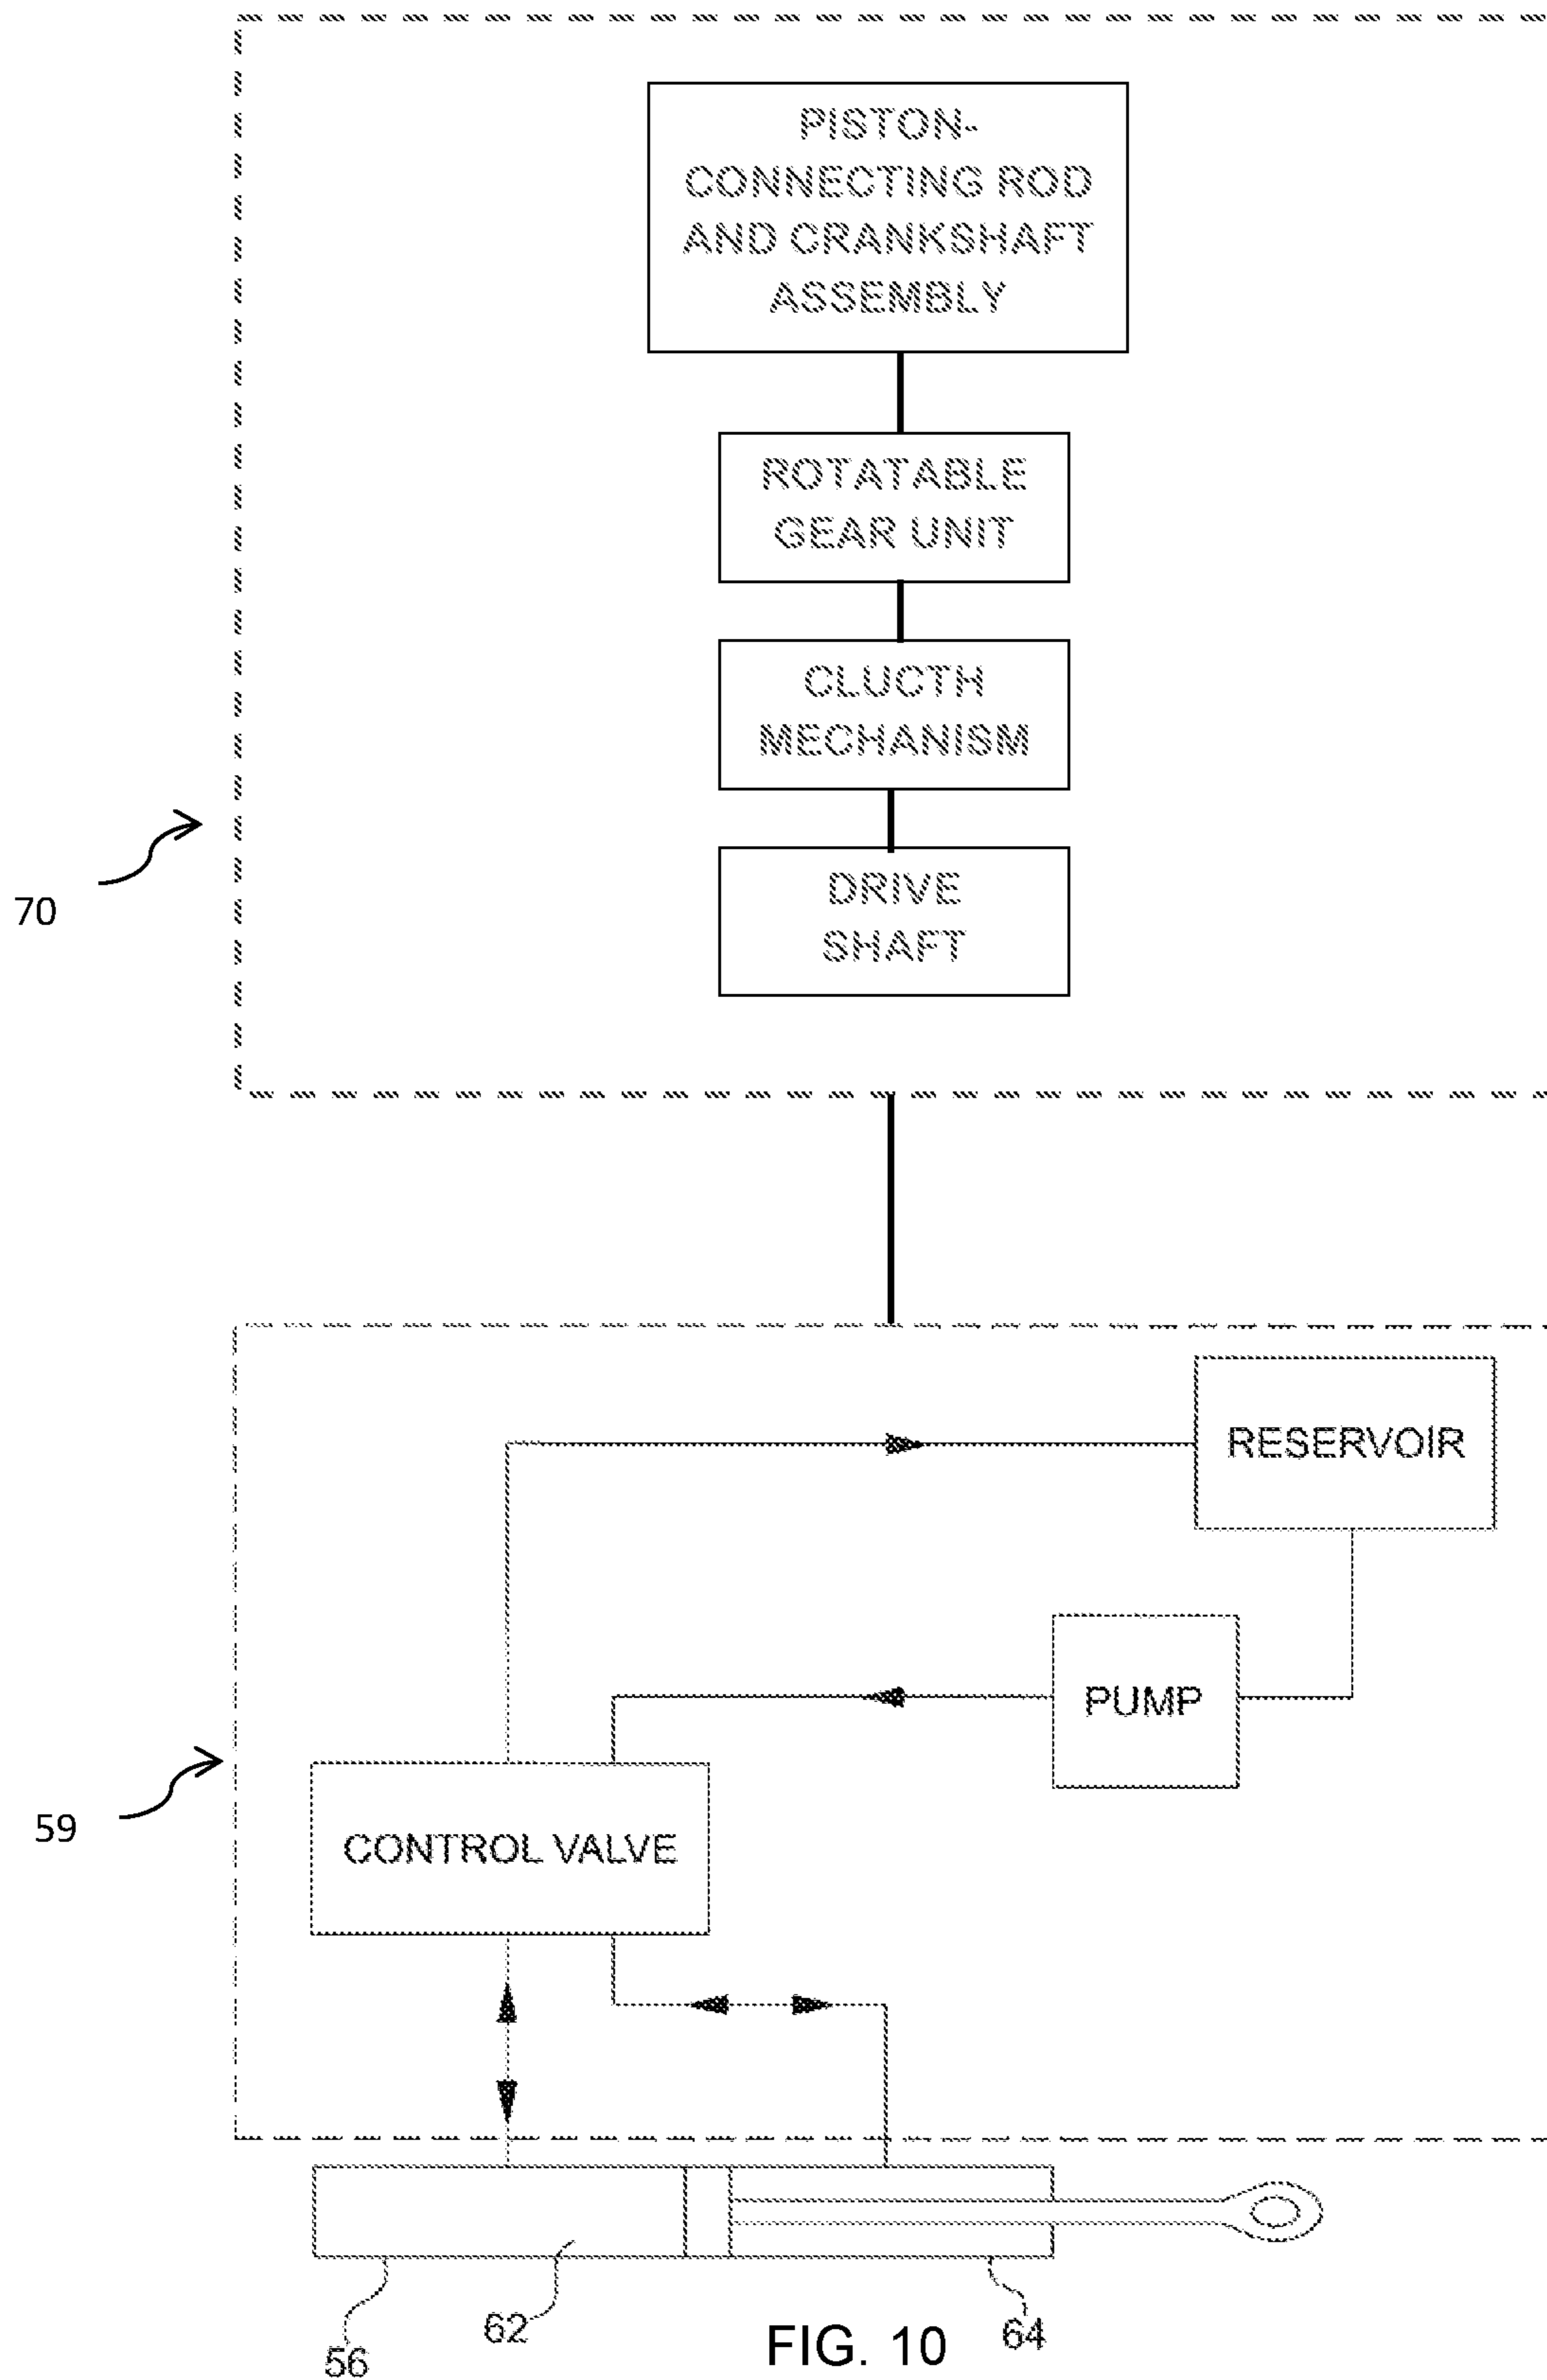 PISTON-
CONNECTING ROD
AND CRANKSHAFT
ASSEMBLY
ROTATABLE
GEAR UNIT
CLUCTH
MECHANISM
DRIVE
SHAFT
70
RESERVOIR
PUMP
CONTROL VALVE
59
56
62
64
FIG. 10